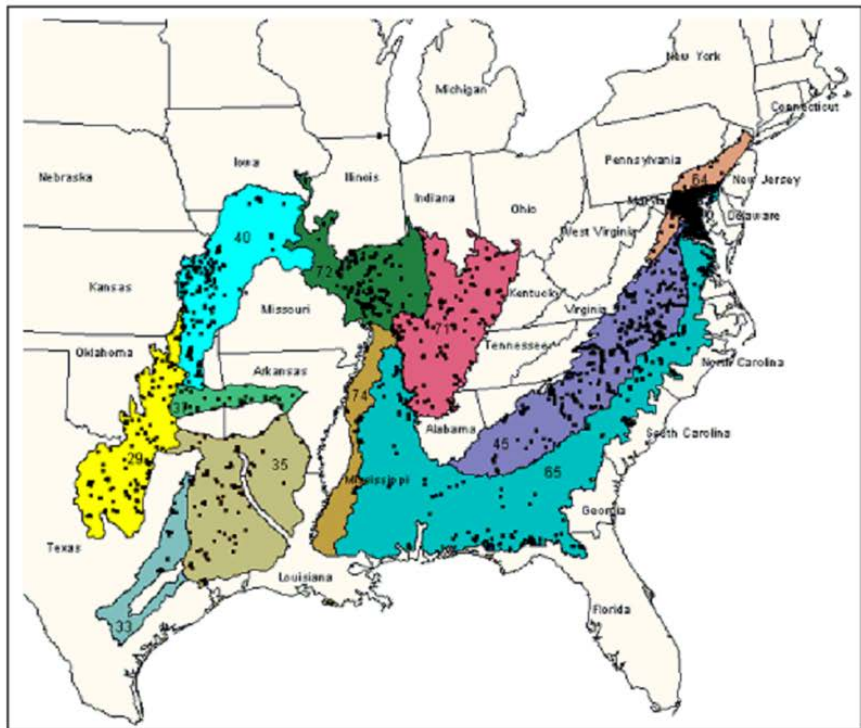 New York
Michigan
Connecticut
Iowa
Pennsylvania
Nebraska
Illinois
Indiana
64
New Jersey
Ohio
Delaware
West Virginia
40
72
Kansas
Kentucky
Missouri
Virginia
71
Tennessee
Oklahoma
Arkansas
North Carolina
74
Alabama
South Carolina
45
29
35
65
Mississippi
Georgia
Texas
Louisiana
Florida
33